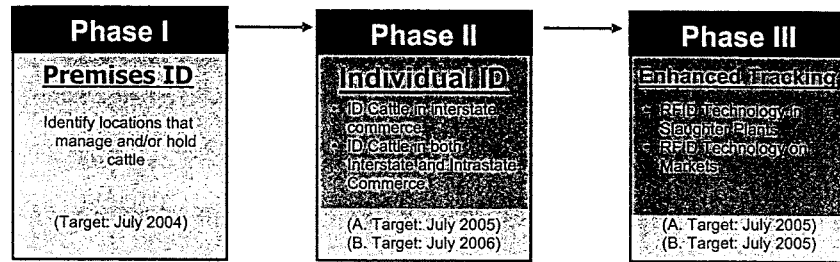 Phase I
Premises ID
Identify locations that
manage and/or hold
cattle
(Target: July 2004)
Phase II
Individual ID
ID Cattle in Interstate
commerce
ID Cattle in both
Interstate and Intrastate
Commerce
(A. Target: July 2005)
(B. Target: July 2006)
Phase III
Enhanced Tracking
RFID Technology in
Slaughter Plants
RFID Technology on
Markets
(A. Target: July 2005)
(B. Target: July 2005)